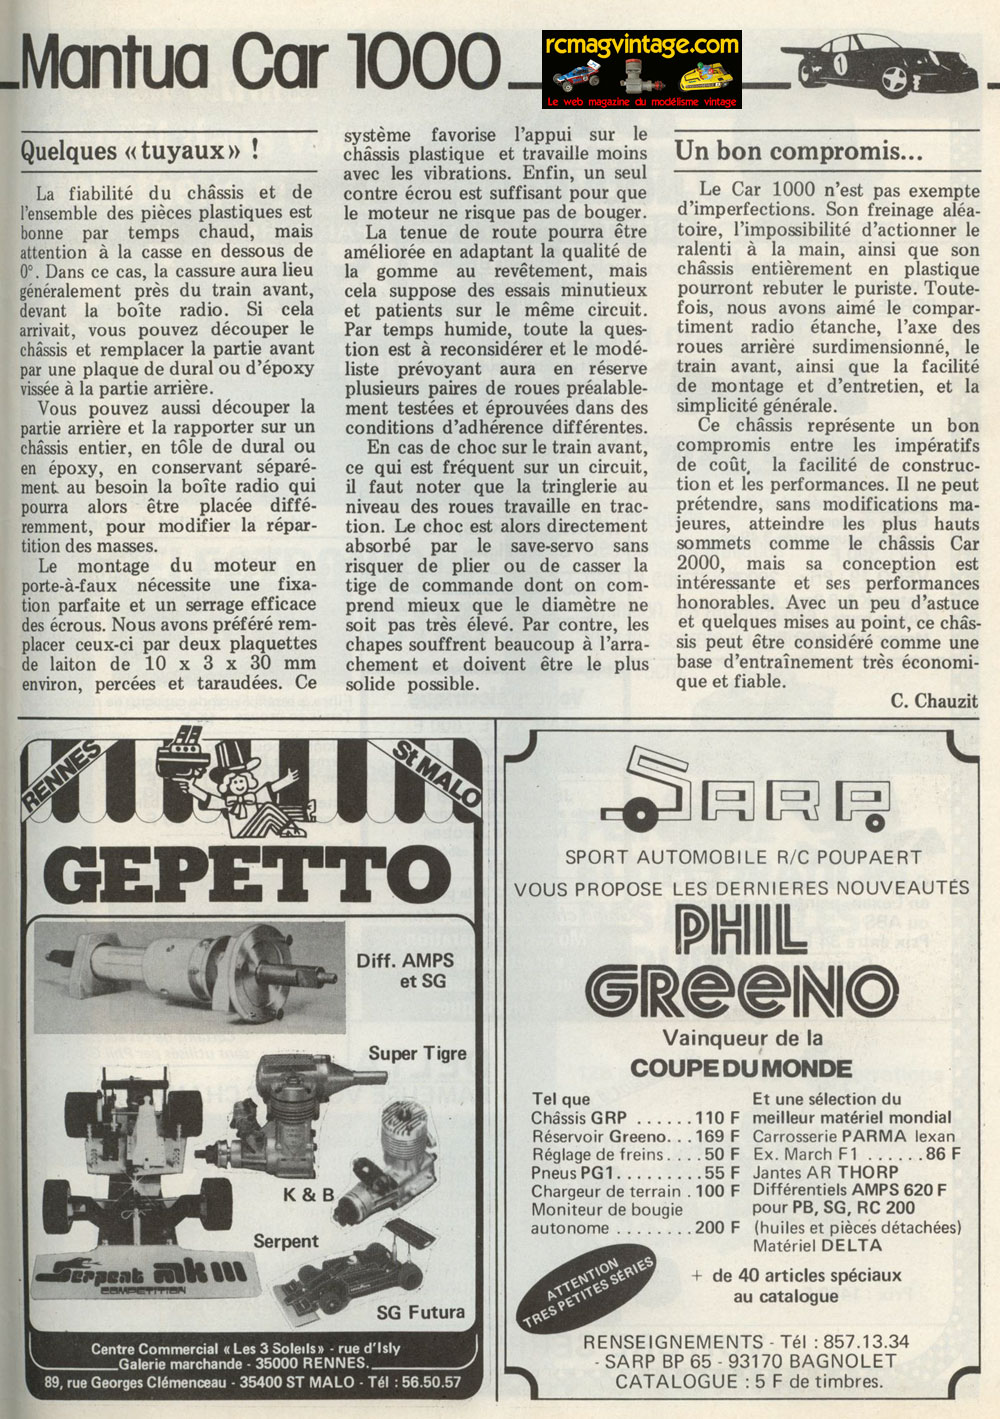 Mantua Car 1000
rcmagvintage.com
Le web magazine du modélisme vintage
1
Quelques « tuyaux » !
La fiabilité du châssis et de
l'ensemble des pièces plastiques est
bonne par temps chaud, mais
attention à la casse en dessous de
0°. Dans ce cas, la cassure aura lieu
généralement près du train avant,
devant la boîte radio. Si cela
arrivait, vous pouvez découper le
châssis et remplacer la partie avant
par une plaque de dural ou d'époxy
vissée à la partie arrière.
Vous pouvez aussi découper la
partie arrière et la rapporter sur un
châssis entier, en tôle de dural ou
en époxy, en conservant séparé-
ment au besoin la boîte radio qui
pourra alors être placée diffé-
remment, pour modifier la répar-
tition des masses.
Le montage du moteur en
porte-à-faux nécessite une fixa-
tion parfaite et un serrage efficace
des écrous. Nous avons préféré rem-
placer ceux-ci par deux plaquettes
de laiton de 10 x 3 x 30 mm
environ, percées et taraudées. Ce
système favorise l'appui sur le
châssis plastique et travaille moins
avec les vibrations. Enfin, un seul
contre écrou est suffisant pour que
le moteur ne risque pas de bouger.
La tenue de route pourra être
améliorée en adaptant la qualité de
la gomme au revêtement, mais
cela suppose des essais minutieux
et patients sur le même circuit.
Par temps humide, toute la ques-
tion est à reconsidérer et le modé-
liste prévoyant aura en réserve
plusieurs paires de roues préalable-
ment testées et éprouvées dans des
conditions d'adhérence différentes.
En cas de choc sur le train avant,
ce qui est fréquent sur un circuit,
il faut noter que la tringlerie au
niveau des roues travaille en trac-
tion. Le choc est alors directement
absorbé par le save-servo sans
risquer de plier ou de casser la
tige de commande dont on com-
prend mieux que le diamètre ne
soit pas très élevé. Par contre, les
chapes souffrent beaucoup à l'arra-
chement et doivent être le plus
solide possible.
Un bon compromis...
Le Car 1000 n'est pas exempte
d'imperfections. Son freinage aléa-
toire, l'impossibilité d'actionner le
ralenti à la main, ainsi que son
châssis entièrement en plastique
pourront rebuter le puriste. Toute-
fois, nous avons aimé le compar-
timent radio étanche, l'axe des
roues arrière surdimensionné, le
train avant, ainsi que la facilité
de montage et d'entretien, et la
simplicité générale.
Ce châssis représente un bon
compromis entre les impératifs
de coût, la facilité de construc-
tion et les performances. Il ne peut
prétendre, sans modifications ma-
jeures, atteindre les plus hauts
sommets comme le châssis Car
2000, mais sa conception est
intéressante et ses performances
honorables. Avec un peu d'astuce
et quelques mises au point, ce châs-
sis peut être considéré comme une
base d'entraînement très économi-
que et fiable.
C. Chauzit
RENNES
St MALO
GEPETTO
Diff. AMPS
et SG
Super Tigre
K & B
Serpent
Serpent mk III
COMPETITION
SG Futura
Centre Commercial « Les 3 Soleils » - rue d'Isly
Galerie marchande - 35000 RENNES.
89, rue Georges Clémenceau - 35400 ST MALO - Tél : 56.50.57
SARP
SPORT AUTOMOBILE R/C POUPAERT
VOUS PROPOSE LES DERNIERES NOUVEAUTÉS
PHIL
GREENO
Vainqueur de la
COUPE DU MONDE
Tel que
Châssis GRP ...... 110 F
Réservoir Greeno. . . 169 F
Réglage de freins. . . . 50 F
Pneus PG1. . . . . . . . . 55 F
Chargeur de terrain . 100 F
Moniteur de bougie
autonome . . . . . . . . 200 F
Et une sélection du
meilleur matériel mondial
Carrosserie PARMA lexan
Ex. March F1 . . . . . . 86 F
Jantes AR THORP
Différentiels AMPS 620 F
pour PB, SG, RC 200
(huiles et pièces détachées)
Matériel DELTA
ATTENTION
TRES PETITES SÉRIES
+ de 40 articles spéciaux
au catalogue
RENSEIGNEMENTS - Tél : 857.13.34
- SARP BP 65 - 93170 BAGNOLET
CATALOGUE : 5 F de timbres.